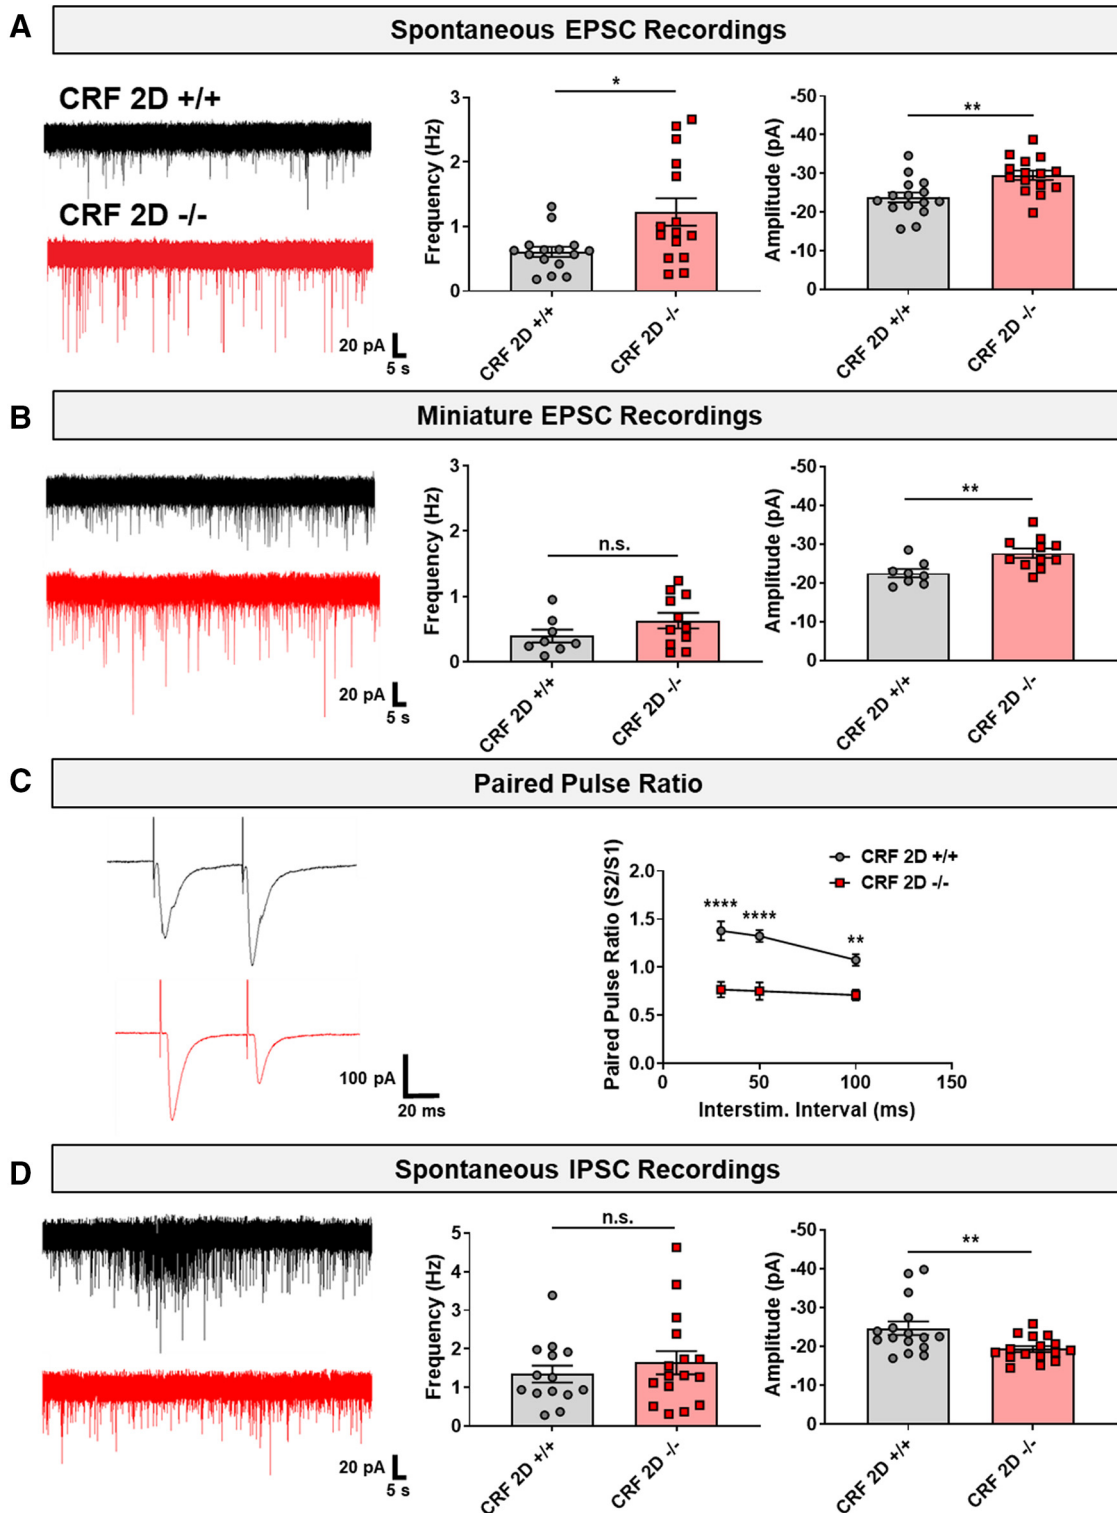 A
Spontaneous EPSC Recordings
CRF 2D +/+
CRF 2D -/-
20 pA
5 s
*
Frequency (Hz)
3
2
1
0
CRF 2D +/+
CRF 2D -/-
**
Amplitude (pA)
-50
-40
-30
-20
-10
0
CRF 2D +/+
CRF 2D -/-
B
Miniature EPSC Recordings
20 pA
5 s
n.s.
Frequency (Hz)
3
2
1
0
CRF 2D +/+
CRF 2D -/-
**
Amplitude (pA)
-50
-40
-30
-20
-10
0
CRF 2D +/+
CRF 2D -/-
C
Paired Pulse Ratio
100 pA
20 ms
CRF 2D +/+
CRF 2D -/-
Paired Pulse Ratio (S2/S1)
2.0
1.5
1.0
0.5
0.0
****
****
**
0
50
100
150
Interstim. Interval (ms)
D
Spontaneous IPSC Recordings
20 pA
5 s
n.s.
Frequency (Hz)
5
4
3
2
1
0
CRF 2D +/+
CRF 2D -/-
**
Amplitude (pA)
-50
-40
-30
-20
-10
0
CRF 2D +/+
CRF 2D -/-